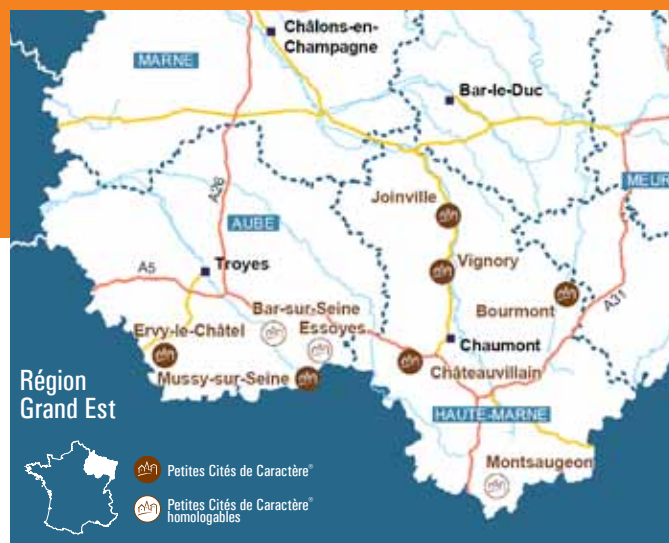 Châlons-en-
Champagne
MARNE
Bar-le-Duc
MEUR
Joinville
A26
AUBE
Troyes
A5
Vignory
Bourmont
A31
Bar-sur-Seine
Essoyes
Ervy-le-Châtel
Chaumont
Châteauvillain
Mussy-sur-Seine
HAUTE-MARNE
Montsaugeon
Région
Grand Est
Petites Cités de Caractère®
Petites Cités de Caractère®
homologables